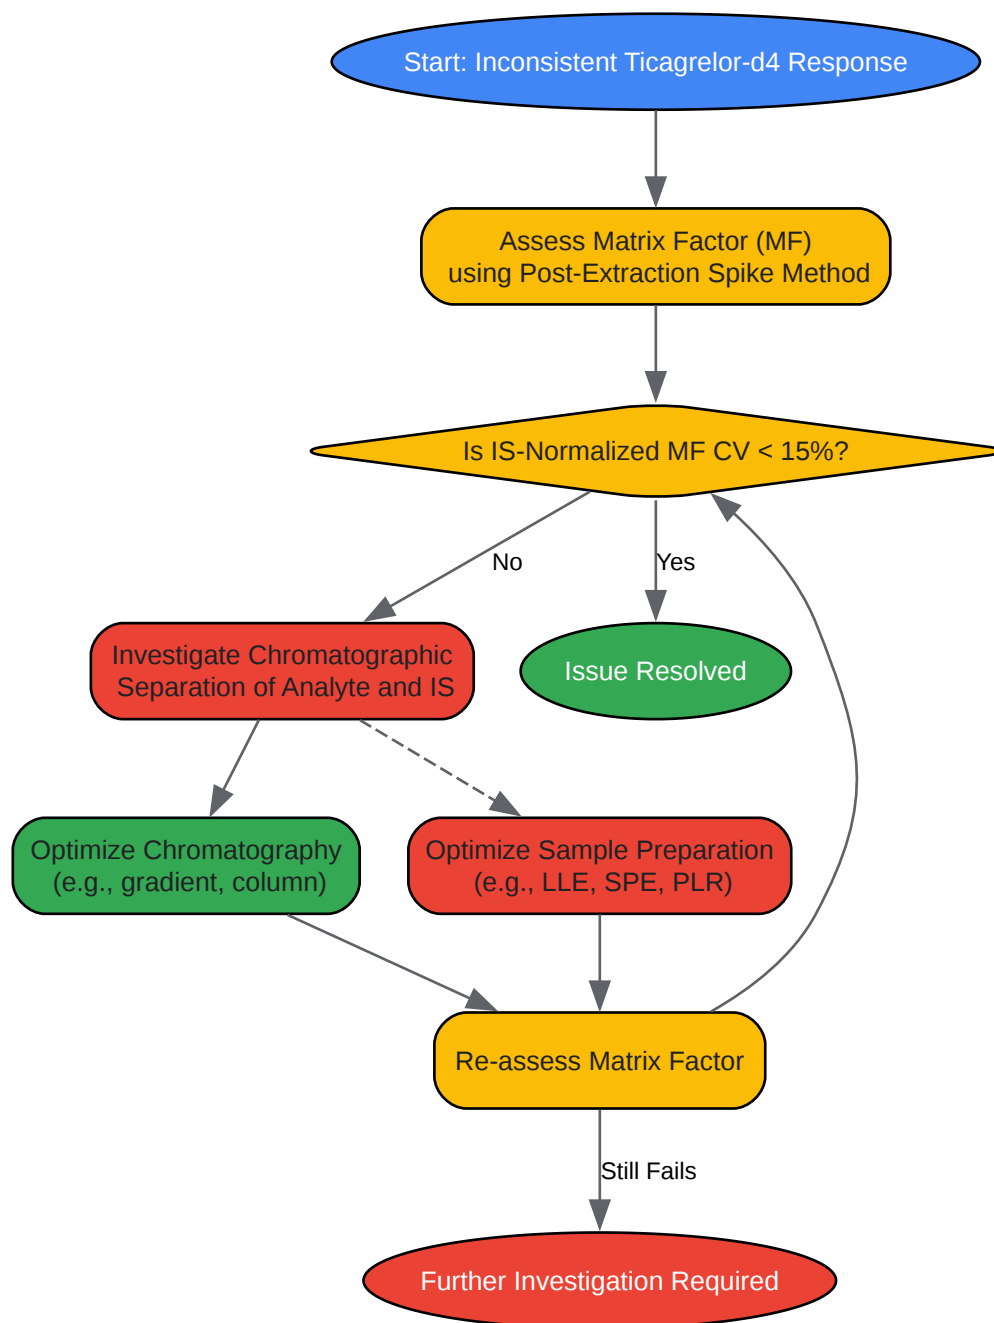 Start: Inconsistent Ticagrelor-d4 Response
Assess Matrix Factor (MF)
using Post-Extraction Spike Method
Is IS-Normalized MF CV < 15%?
No
Yes
Investigate Chromatographic
Separation of Analyte and IS
Issue Resolved
Optimize Chromatography
(e.g., gradient, column)
Optimize Sample Preparation
(e.g., LLE, SPE, PLR)
Re-assess Matrix Factor
Still Fails
Further Investigation Required